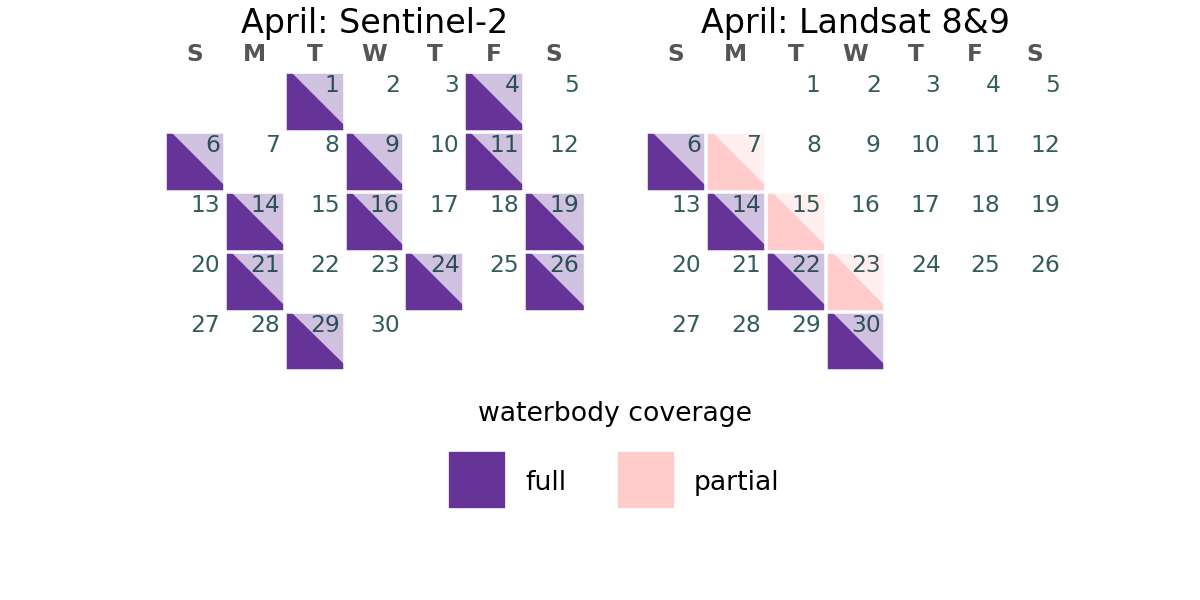 April: Sentinel-2
S M T W T F S
1 2 3 4 5
6 7 8 9 10 11 12
13 14 15 16 17 18 19
20 21 22 23 24 25 26
27 28 29 30
April: Landsat 8&9
S M T W T F S
1 2 3 4 5
6 7 8 9 10 11 12
13 14 15 16 17 18 19
20 21 22 23 24 25 26
27 28 29 30
waterbody coverage
full partial